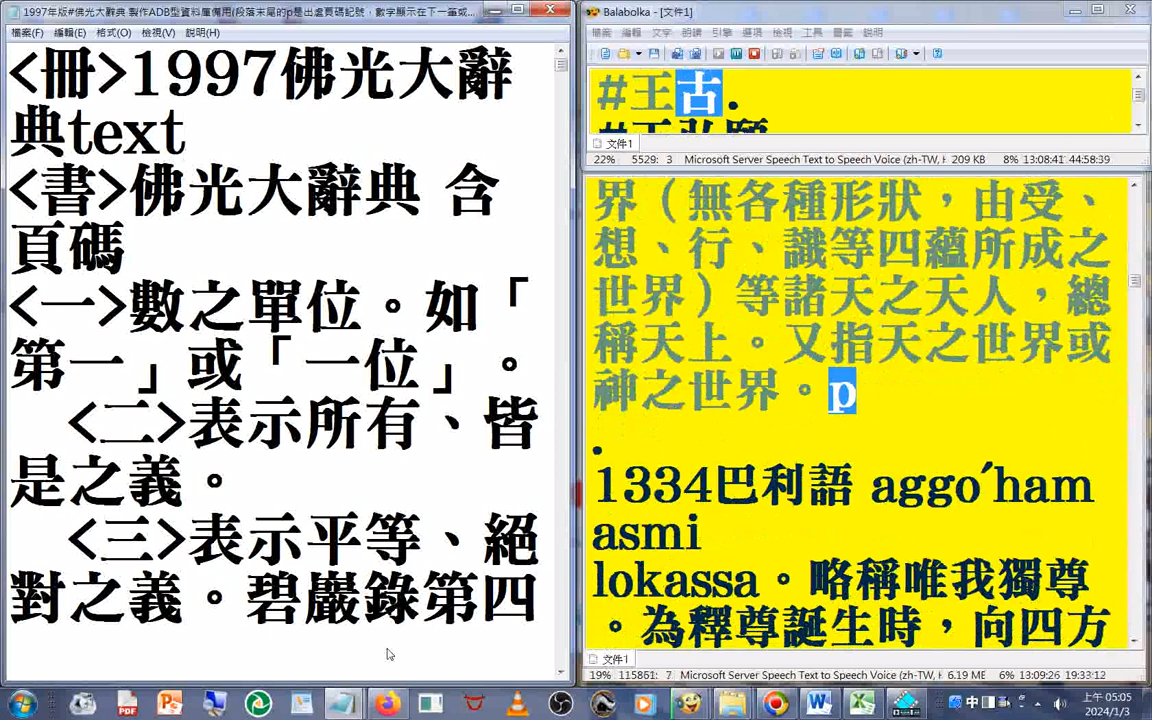 1997年版#佛光大辭典 製作ADB型資料庫備用(段落末尾的p是出處頁碼記號，數字顯示在下一筆或...
檔案(F) 編輯(E) 格式(O) 檢視(V) 說明(H)
<冊>1997佛光大辭
典text
<書>佛光大辭典 含
頁碼
<一>數之單位。如「
第一」或「一位」。
<二>表示所有、皆
是之義。
<三>表示平等、絕
對之義。碧巖錄第四
Balabolka - [文件1]
檔案 編輯 文字 朗讀 引擎 選項 檢視 工具 書籤 說明
#王古.
#王弘願
文件1
22% 5529: 3 Microsoft Server Speech Text to Speech Voice (zh-TW, H 209 KB 8% 13:08:41 44:58:39
界（無各種形狀，由受、
想、行、識等四蘊所成之
世界）等諸天之天人，總
稱天上。又指天之世界或
神之世界。p
.
1334巴利語 aggo'ham
asmi
lokassa。略稱唯我獨尊
。為釋尊誕生時，向四方
文件1
19% 115861: 7 Microsoft Server Speech Text to Speech Voice (zh-TW, H 6.19 ME 6% 13:09:26 19:33:12
中
上午 05:05
2024/1/3